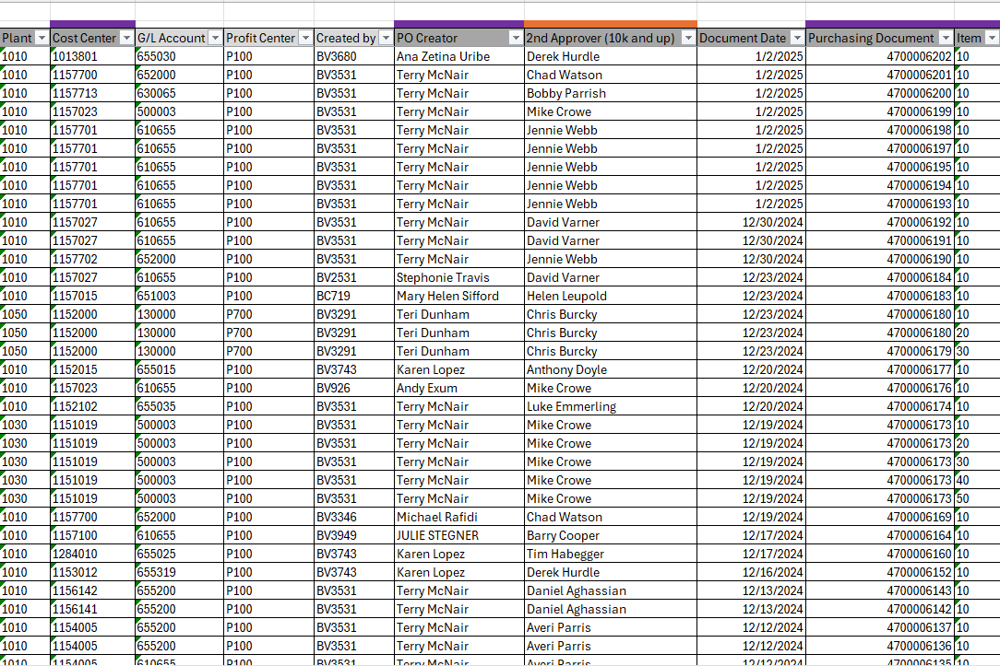 Plant Cost Center G/L Account Profit Center Created by PO Creator 2nd Approver (10k and up) Document Date Purchasing Document Item
1010 1013801 655030 P100 BV3680 Ana Zetina Uribe Derek Hurdle 1/2/2025 4700006202 10
1010 1157700 652000 P100 BV3531 Terry McNair Chad Watson 1/2/2025 4700006201 10
1010 1157713 630065 P100 BV3531 Terry McNair Bobby Parrish 1/2/2025 4700006200 10
1010 1157023 500003 P100 BV3531 Terry McNair Mike Crowe 1/2/2025 4700006199 10
1010 1157701 610655 P100 BV3531 Terry McNair Jennie Webb 1/2/2025 4700006198 10
1010 1157701 610655 P100 BV3531 Terry McNair Jennie Webb 1/2/2025 4700006197 10
1010 1157701 610655 P100 BV3531 Terry McNair Jennie Webb 1/2/2025 4700006195 10
1010 1157701 610655 P100 BV3531 Terry McNair Jennie Webb 1/2/2025 4700006194 10
1010 1157701 610655 P100 BV3531 Terry McNair Jennie Webb 1/2/2025 4700006193 10
1010 1157027 610655 P100 BV3531 Terry McNair David Varner 12/30/2024 4700006192 10
1010 1157027 610655 P100 BV3531 Terry McNair David Varner 12/30/2024 4700006191 10
1010 1157702 652000 P100 BV3531 Terry McNair Jennie Webb 12/30/2024 4700006190 10
1010 1157027 610655 P100 BV2531 Stephonie Travis David Varner 12/23/2024 4700006184 10
1010 1157015 651003 P100 BC719 Mary Helen Sifford Helen Leupold 12/23/2024 4700006183 10
1050 1152000 130000 P700 BV3291 Teri Dunham Chris Burcky 12/23/2024 4700006180 10
1050 1152000 130000 P700 BV3291 Teri Dunham Chris Burcky 12/23/2024 4700006180 20
1050 1152000 130000 P700 BV3291 Teri Dunham Chris Burcky 12/23/2024 4700006179 30
1010 1152015 655015 P100 BV3743 Karen Lopez Anthony Doyle 12/20/2024 4700006177 10
1010 1157023 610655 P100 BV926 Andy Exum Mike Crowe 12/20/2024 4700006176 10
1010 1152102 655035 P100 BV3531 Terry McNair Luke Emmerling 12/20/2024 4700006174 10
1030 1151019 500003 P100 BV3531 Terry McNair Mike Crowe 12/19/2024 4700006173 10
1030 1151019 500003 P100 BV3531 Terry McNair Mike Crowe 12/19/2024 4700006173 20
1030 1151019 500003 P100 BV3531 Terry McNair Mike Crowe 12/19/2024 4700006173 30
1030 1151019 500003 P100 BV3531 Terry McNair Mike Crowe 12/19/2024 4700006173 40
1030 1151019 500003 P100 BV3531 Terry McNair Mike Crowe 12/19/2024 4700006173 50
1010 1157700 652000 P100 BV3346 Michael Rafidi Chad Watson 12/19/2024 4700006169 10
1010 1157100 610655 P100 BV3949 JULIE STEGNER Barry Cooper 12/17/2024 4700006164 10
1010 1284010 655025 P100 BV3743 Karen Lopez Tim Habegger 12/17/2024 4700006160 10
1010 1153012 655319 P100 BV3743 Karen Lopez Derek Hurdle 12/16/2024 4700006152 10
1010 1156142 655200 P100 BV3531 Terry McNair Daniel Aghassian 12/13/2024 4700006143 10
1010 1156141 655200 P100 BV3531 Terry McNair Daniel Aghassian 12/13/2024 4700006142 10
1010 1154005 655200 P100 BV3531 Terry McNair Averi Parris 12/12/2024 4700006137 10
1010 1154005 655200 P100 BV3531 Terry McNair Averi Parris 12/12/2024 4700006136 10
1010 1154005 610655 P100 BV3531 Terry McNair Averi Parris 12/12/2024 4700006135 10